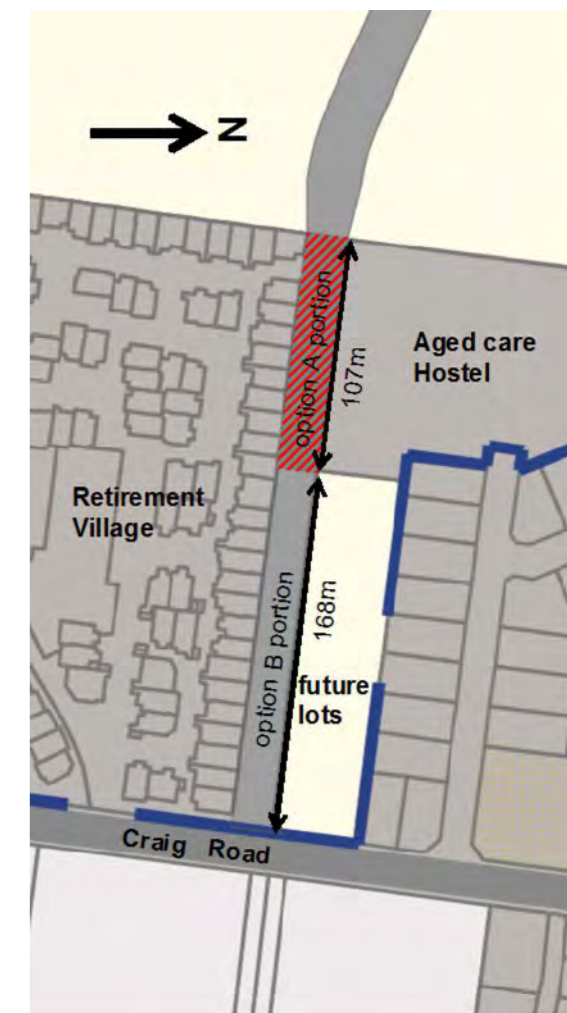 N
option A portion
107m
Aged care
Hostel
Retirement
Village
option B portion
168m
future
lots
Craig Road